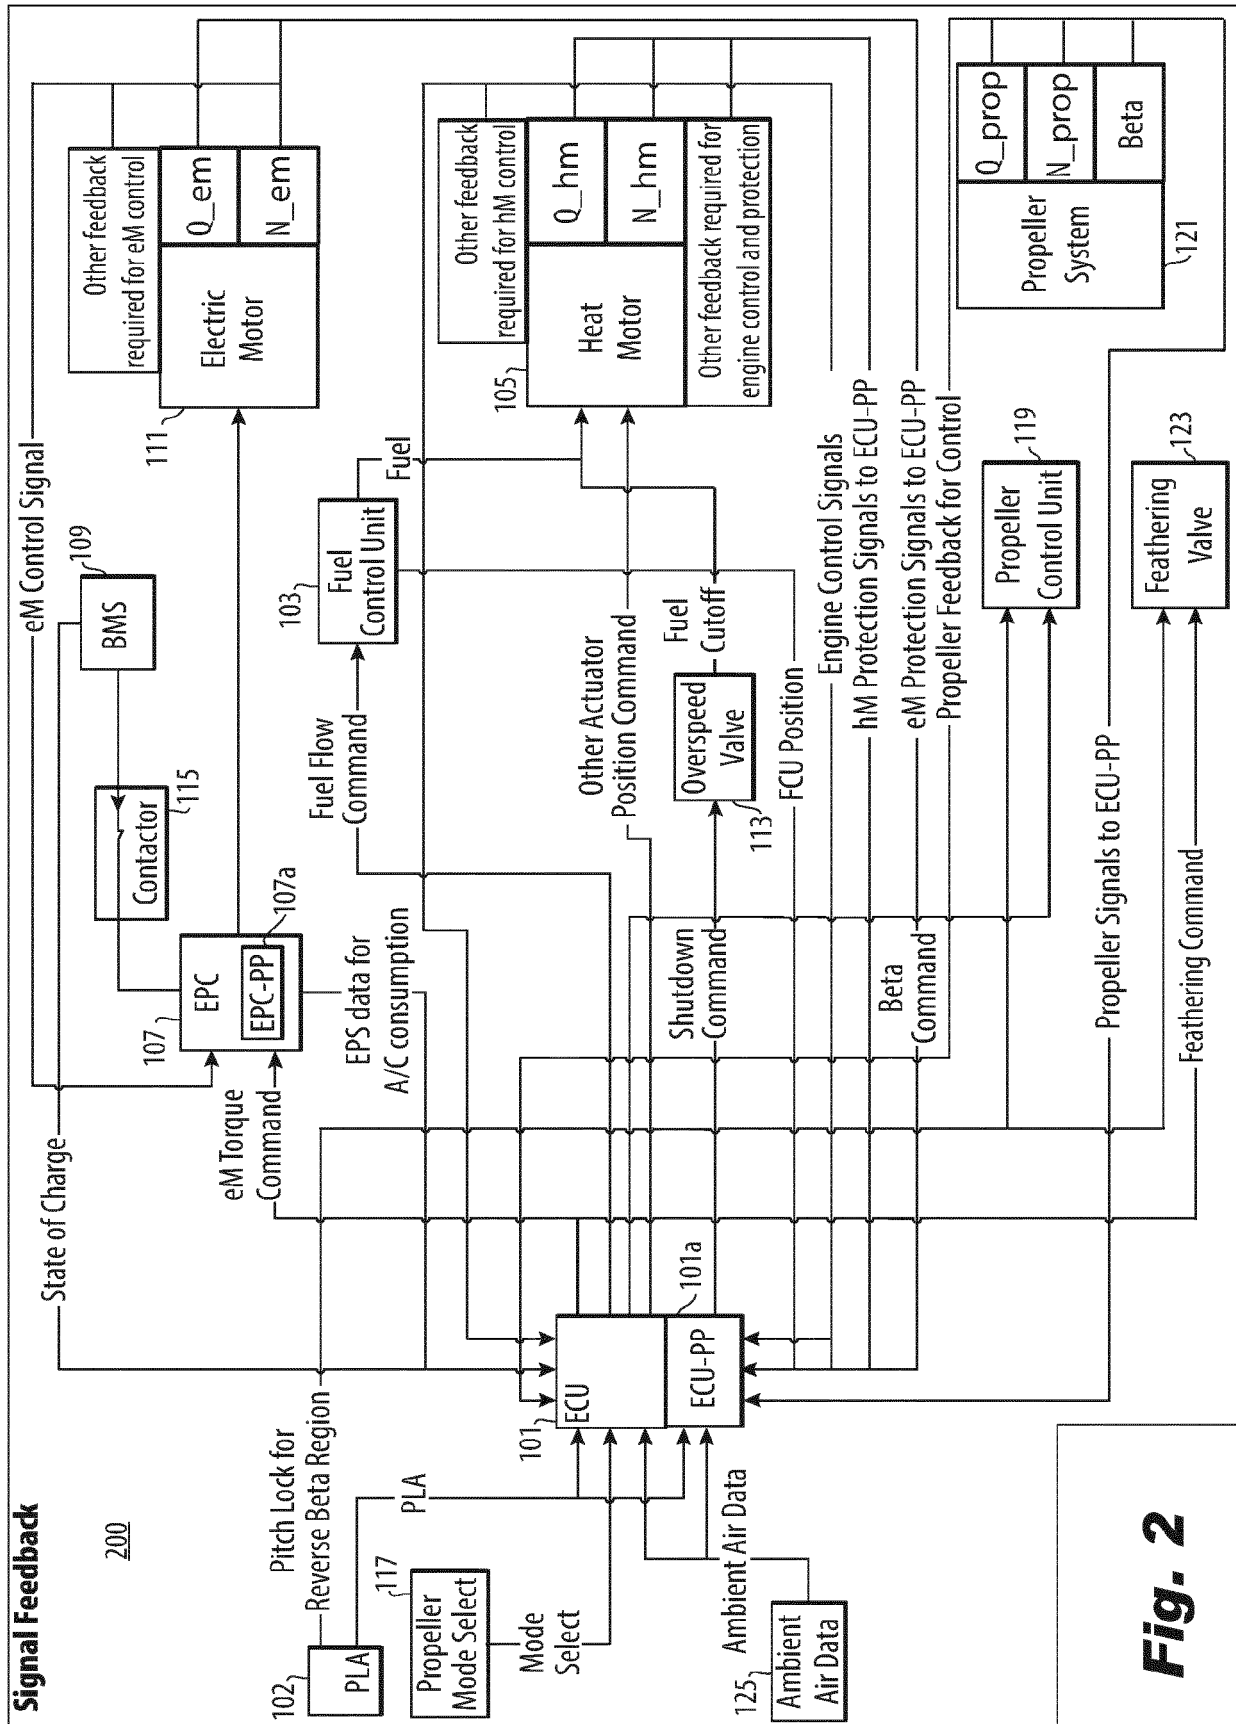 Signal Feedback
200
State of Charge
eM Control Signal
BMS
109
Contactor
115
EPC
107
EPC-PP
107a
eM Torque
Command
EPS data for
A/C consumption
Other feedback
required for eM control
Electric
Motor
111
Q_em
N_em
Pitch Lock for
Reverse Beta Region
102
PLA
PLA
117
Propeller
Mode Select
Mode
Select
125
Ambient
Air Data
Ambient Air Data
101
ECU
ECU-PP
101a
Fuel Flow
Command
103
Fuel
Control Unit
Fuel
Other Actuator
Position Command
Shutdown
Command
Overspeed
Valve
113
Fuel
Cutoff
FCU Position
Other feedback
required for hM control
105
Heat
Motor
Q_hm
N_hm
Other feedback required for
engine control and protection
Engine Control Signals
hM Protection Signals to ECU-PP
eM Protection Signals to ECU-PP
Propeller Feedback for Control
Beta
Command
Propeller
Control Unit
119
Propeller Signals to ECU-PP
Feathering
Valve
123
Feathering Command
Propeller
System
121
Q_prop
N_prop
Beta
Fig. 2